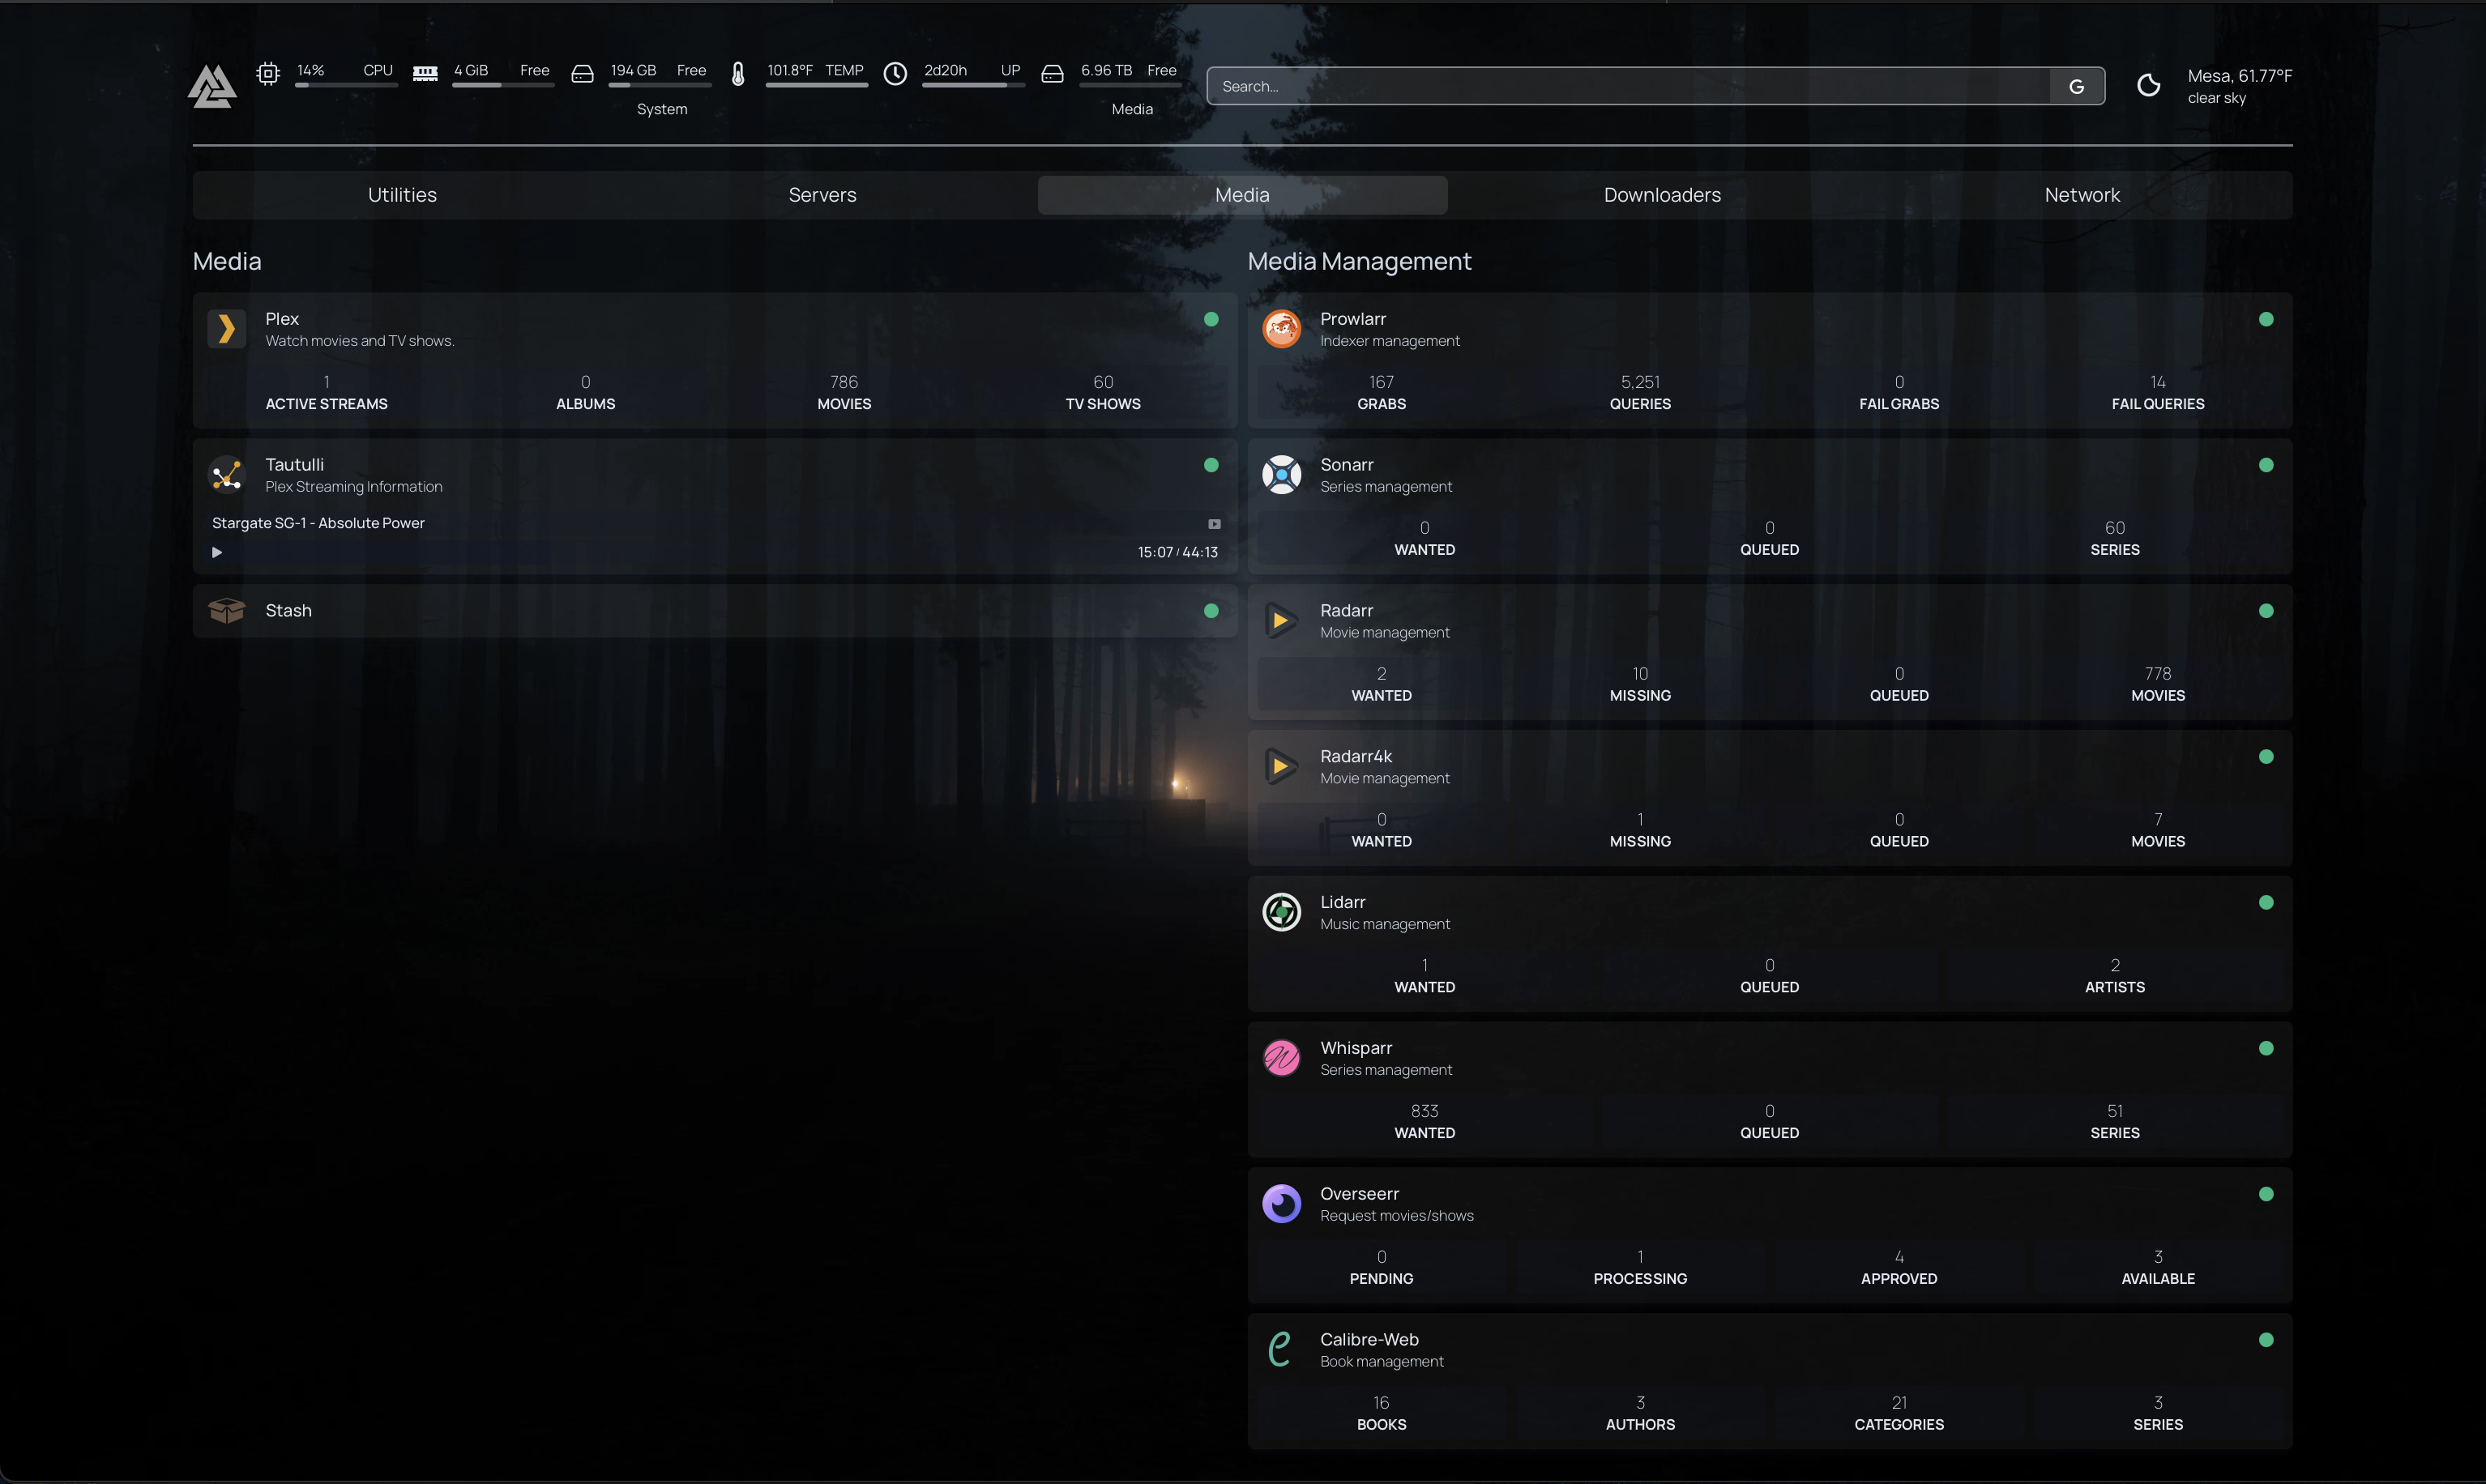 14% CPU 4 GiB Free 194 GB Free 101.8°F TEMP 2d20h UP 6.96 TB Free
System Media
Search...
G
Mesa, 61.77°F
clear sky
Utilities Servers Media Downloaders Network
Media
Plex
Watch movies and TV shows.
1 0 786 60
ACTIVE STREAMS ALBUMS MOVIES TV SHOWS
Tautulli
Plex Streaming Information
Stargate SG-1 - Absolute Power
15:07 / 44:13
Stash
Media Management
Prowlarr
Indexer management
167 5,251 0 14
GRABS QUERIES FAIL GRABS FAIL QUERIES
Sonarr
Series management
0 0 60
WANTED QUEUED SERIES
Radarr
Movie management
2 10 0 778
WANTED MISSING QUEUED MOVIES
Radarr4k
Movie management
0 1 0 7
WANTED MISSING QUEUED MOVIES
Lidarr
Music management
1 0 2
WANTED QUEUED ARTISTS
Whisparr
Series management
833 0 51
WANTED QUEUED SERIES
Overseerr
Request movies/shows
0 1 4 3
PENDING PROCESSING APPROVED AVAILABLE
Calibre-Web
Book management
16 3 21 3
BOOKS AUTHORS CATEGORIES SERIES